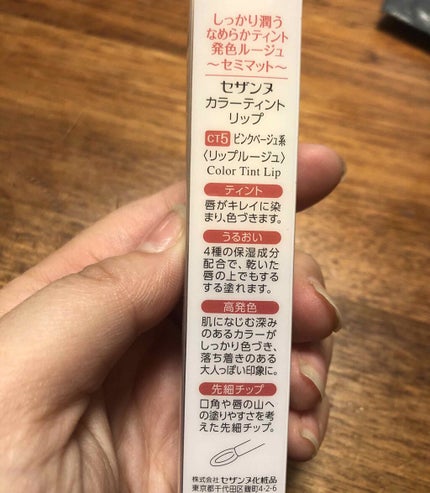 しっかり潤う
なめらかティント
発色ルージュ
～セミマット～
セザンヌ
カラーティント
リップ
CT5 ピンクベージュ系
〈リップルージュ〉
Color Tint Lip
ティント
唇がキレイに染
まり、色づきます。
うるおい
4種の保湿成分
配合で、乾いた
唇の上でもする
する塗れます。
高発色
肌になじむ深み
のあるカラーが
しっかり色づき、
落ち着きのある
大人っぽい印象に。
先細チップ
口角や唇の山へ
の塗りやすさを考
えた先細チップ。
株式会社 セザンヌ化粧品
東京都千代田区麹町4-2-6